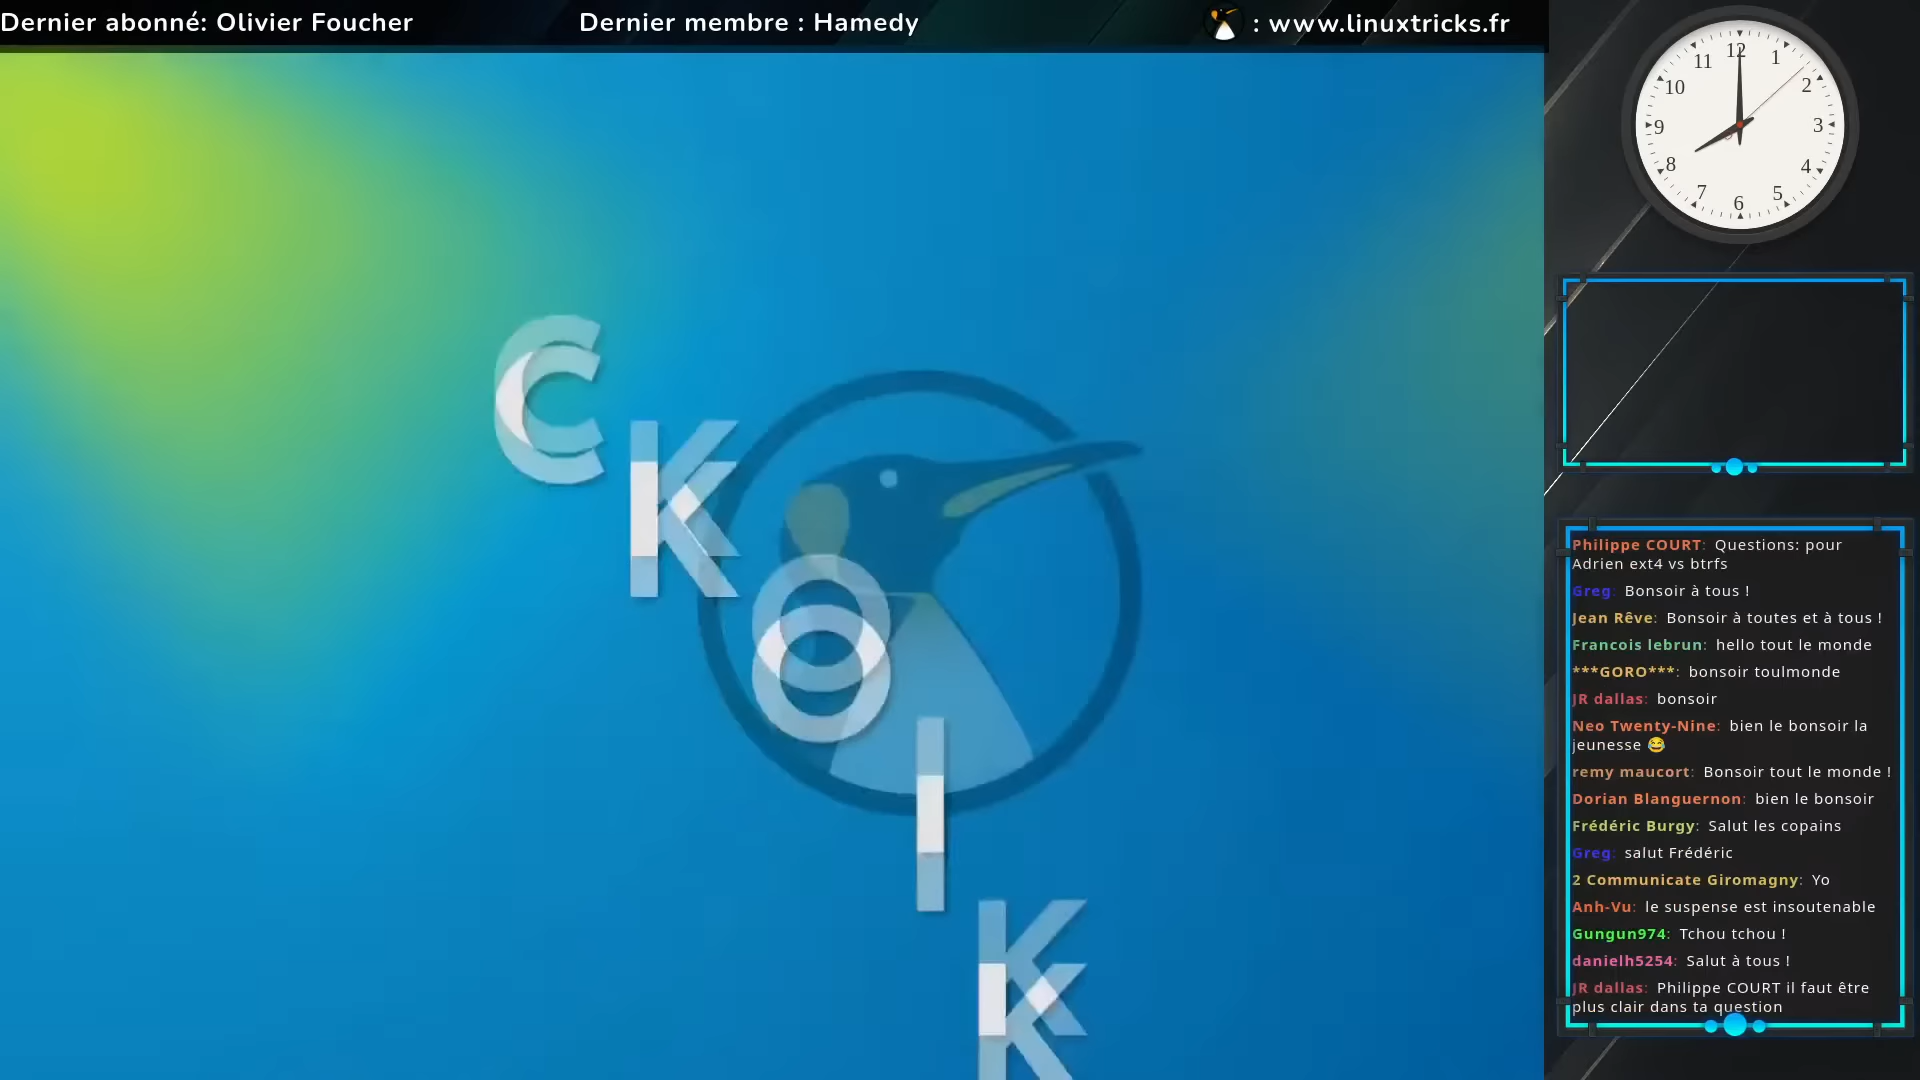 Dernier abonné: Olivier Foucher
Dernier membre : Hamedy
: www.linuxtricks.fr
12
1
2
3
4
5
6
7
8
9
10
11
C
K
O
I
K
Philippe COURT: Questions: pour
Adrien ext4 vs btrfs
Greg: Bonsoir à tous !
Jean Rêve: Bonsoir à toutes et à tous !
Francois lebrun: hello tout le monde
***GORO***: bonsoir toulmonde
JR dallas: bonsoir
Neo Twenty-Nine: bien le bonsoir la
jeunesse 😂
remy maucort: Bonsoir tout le monde !
Dorian Blanguernon: bien le bonsoir
Frédéric Burgy: Salut les copains
Greg: salut Frédéric
2 Communicate Giromagny: Yo
Anh-Vu: le suspense est insoutenable
Gungun974: Tchou tchou !
danielh5254: Salut à tous !
JR dallas: Philippe COURT il faut être
plus clair dans ta question